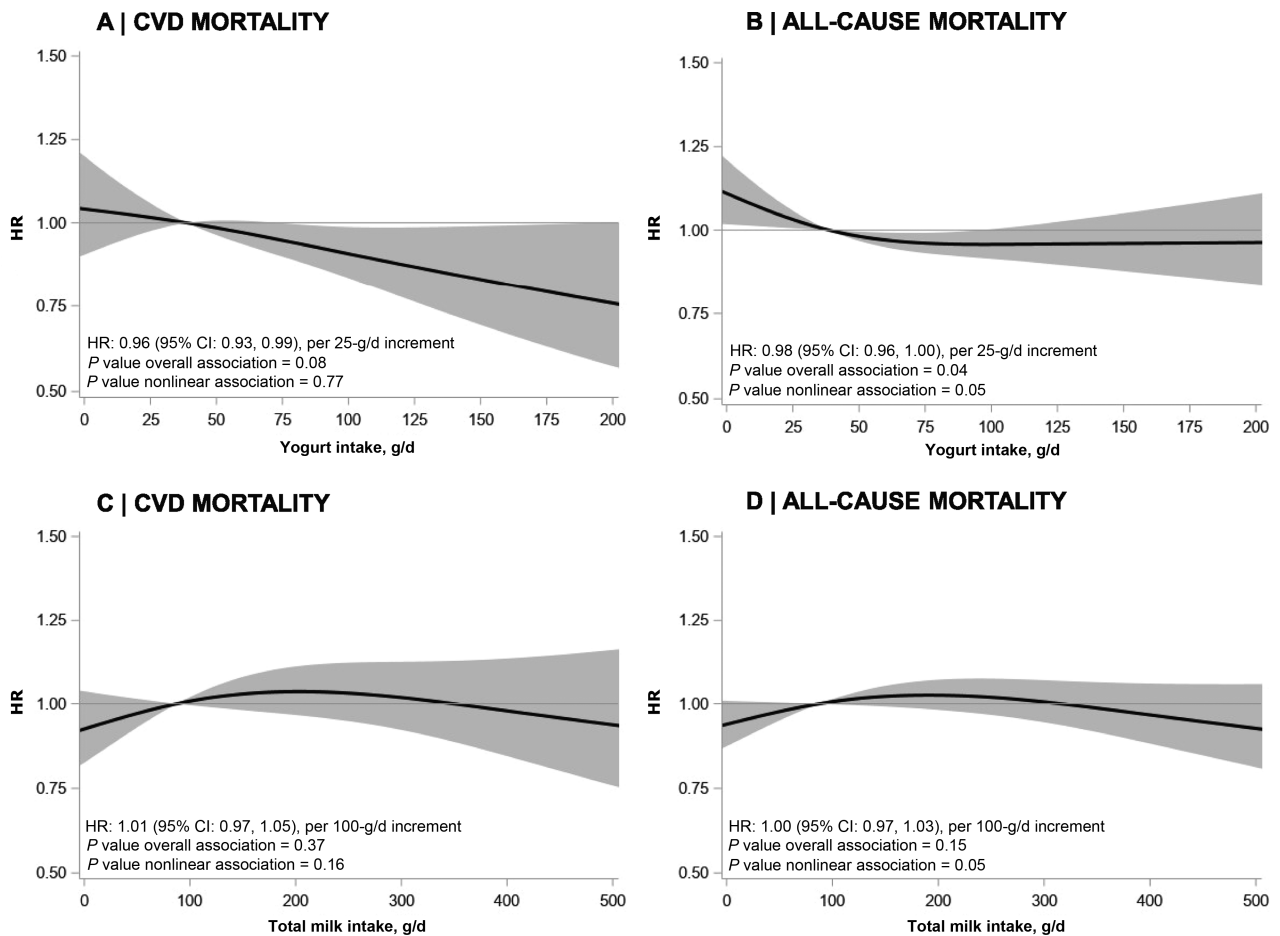 A | CVD MORTALITY
1.50
1.25
1.00
0.75
0.50
HR
HR: 0.96 (95% CI: 0.93, 0.99), per 25-g/d increment
P value overall association = 0.08
P value nonlinear association = 0.77
0 25 50 75 100 125 150 175 200
Yogurt intake, g/d
B | ALL-CAUSE MORTALITY
1.50
1.25
1.00
0.75
0.50
HR
HR: 0.98 (95% CI: 0.96, 1.00), per 25-g/d increment
P value overall association = 0.04
P value nonlinear association = 0.05
0 25 50 75 100 125 150 175 200
Yogurt intake, g/d
C | CVD MORTALITY
1.50
1.25
1.00
0.75
0.50
HR
HR: 1.01 (95% CI: 0.97, 1.05), per 100-g/d increment
P value overall association = 0.37
P value nonlinear association = 0.16
0 100 200 300 400 500
Total milk intake, g/d
D | ALL-CAUSE MORTALITY
1.50
1.25
1.00
0.75
0.50
HR
HR: 1.00 (95% CI: 0.97, 1.03), per 100-g/d increment
P value overall association = 0.15
P value nonlinear association = 0.05
0 100 200 300 400 500
Total milk intake, g/d